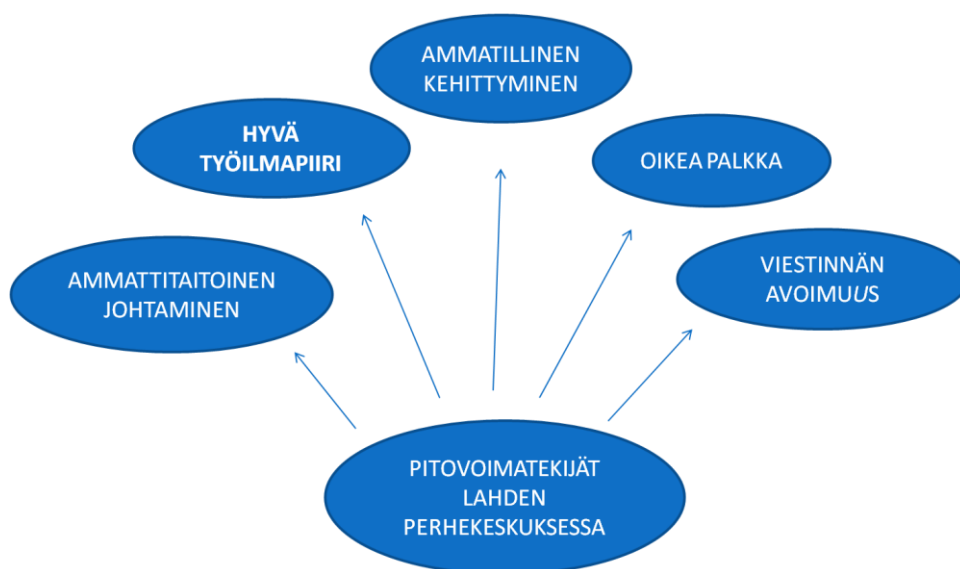 AMMATILLINEN
KEHITTYMINEN
HYVÄ
TYÖILMAPIIRI
OIKEA PALKKA
AMMATTITAITOINEN
JOHTAMINEN
VIESTINNÄN
AVOIMUUS
PITOVOIMATEKIJÄT
LAHDEN
PERHEKESKUKSESSA